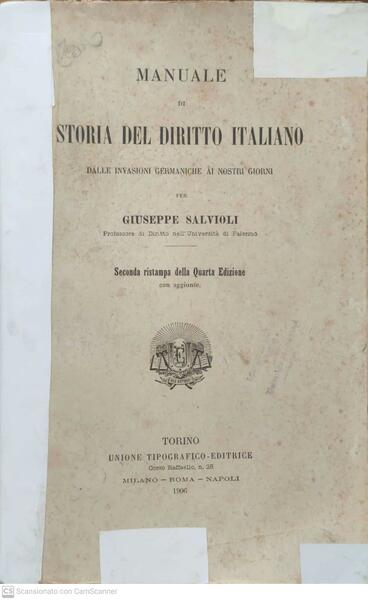 MANUALE
DI
STORIA DEL DIRITTO ITALIANO
DALLE INVASIONI GERMANICHE AI NOSTRI GIORNI
PER
GIUSEPPE SALVIOLI
Professore di Diritto nell'Università di Palermo
Seconda ristampa della Quarta Edizione
con aggiunte.
TORINO
UNIONE TIPOGRAFICO-EDITRICE
Corso Raffaello, n. 28
MILANO – ROMA – NAPOLI
1906
CS Scansionato con CamScanner